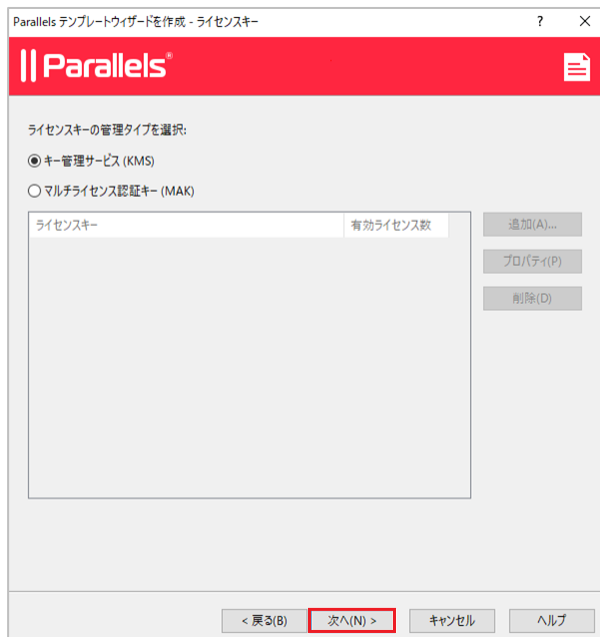 Parallels テンプレートウィザードを作成 - ライセンスキー
Parallels®
ライセンスキーの管理タイプを選択:
キー管理サービス (KMS)
マルチライセンス認証キー (MAK)
ライセンスキー 有効ライセンス数
追加(A)...
プロパティ(P)
削除(D)
< 戻る(B) 次へ(N) > キャンセル ヘルプ